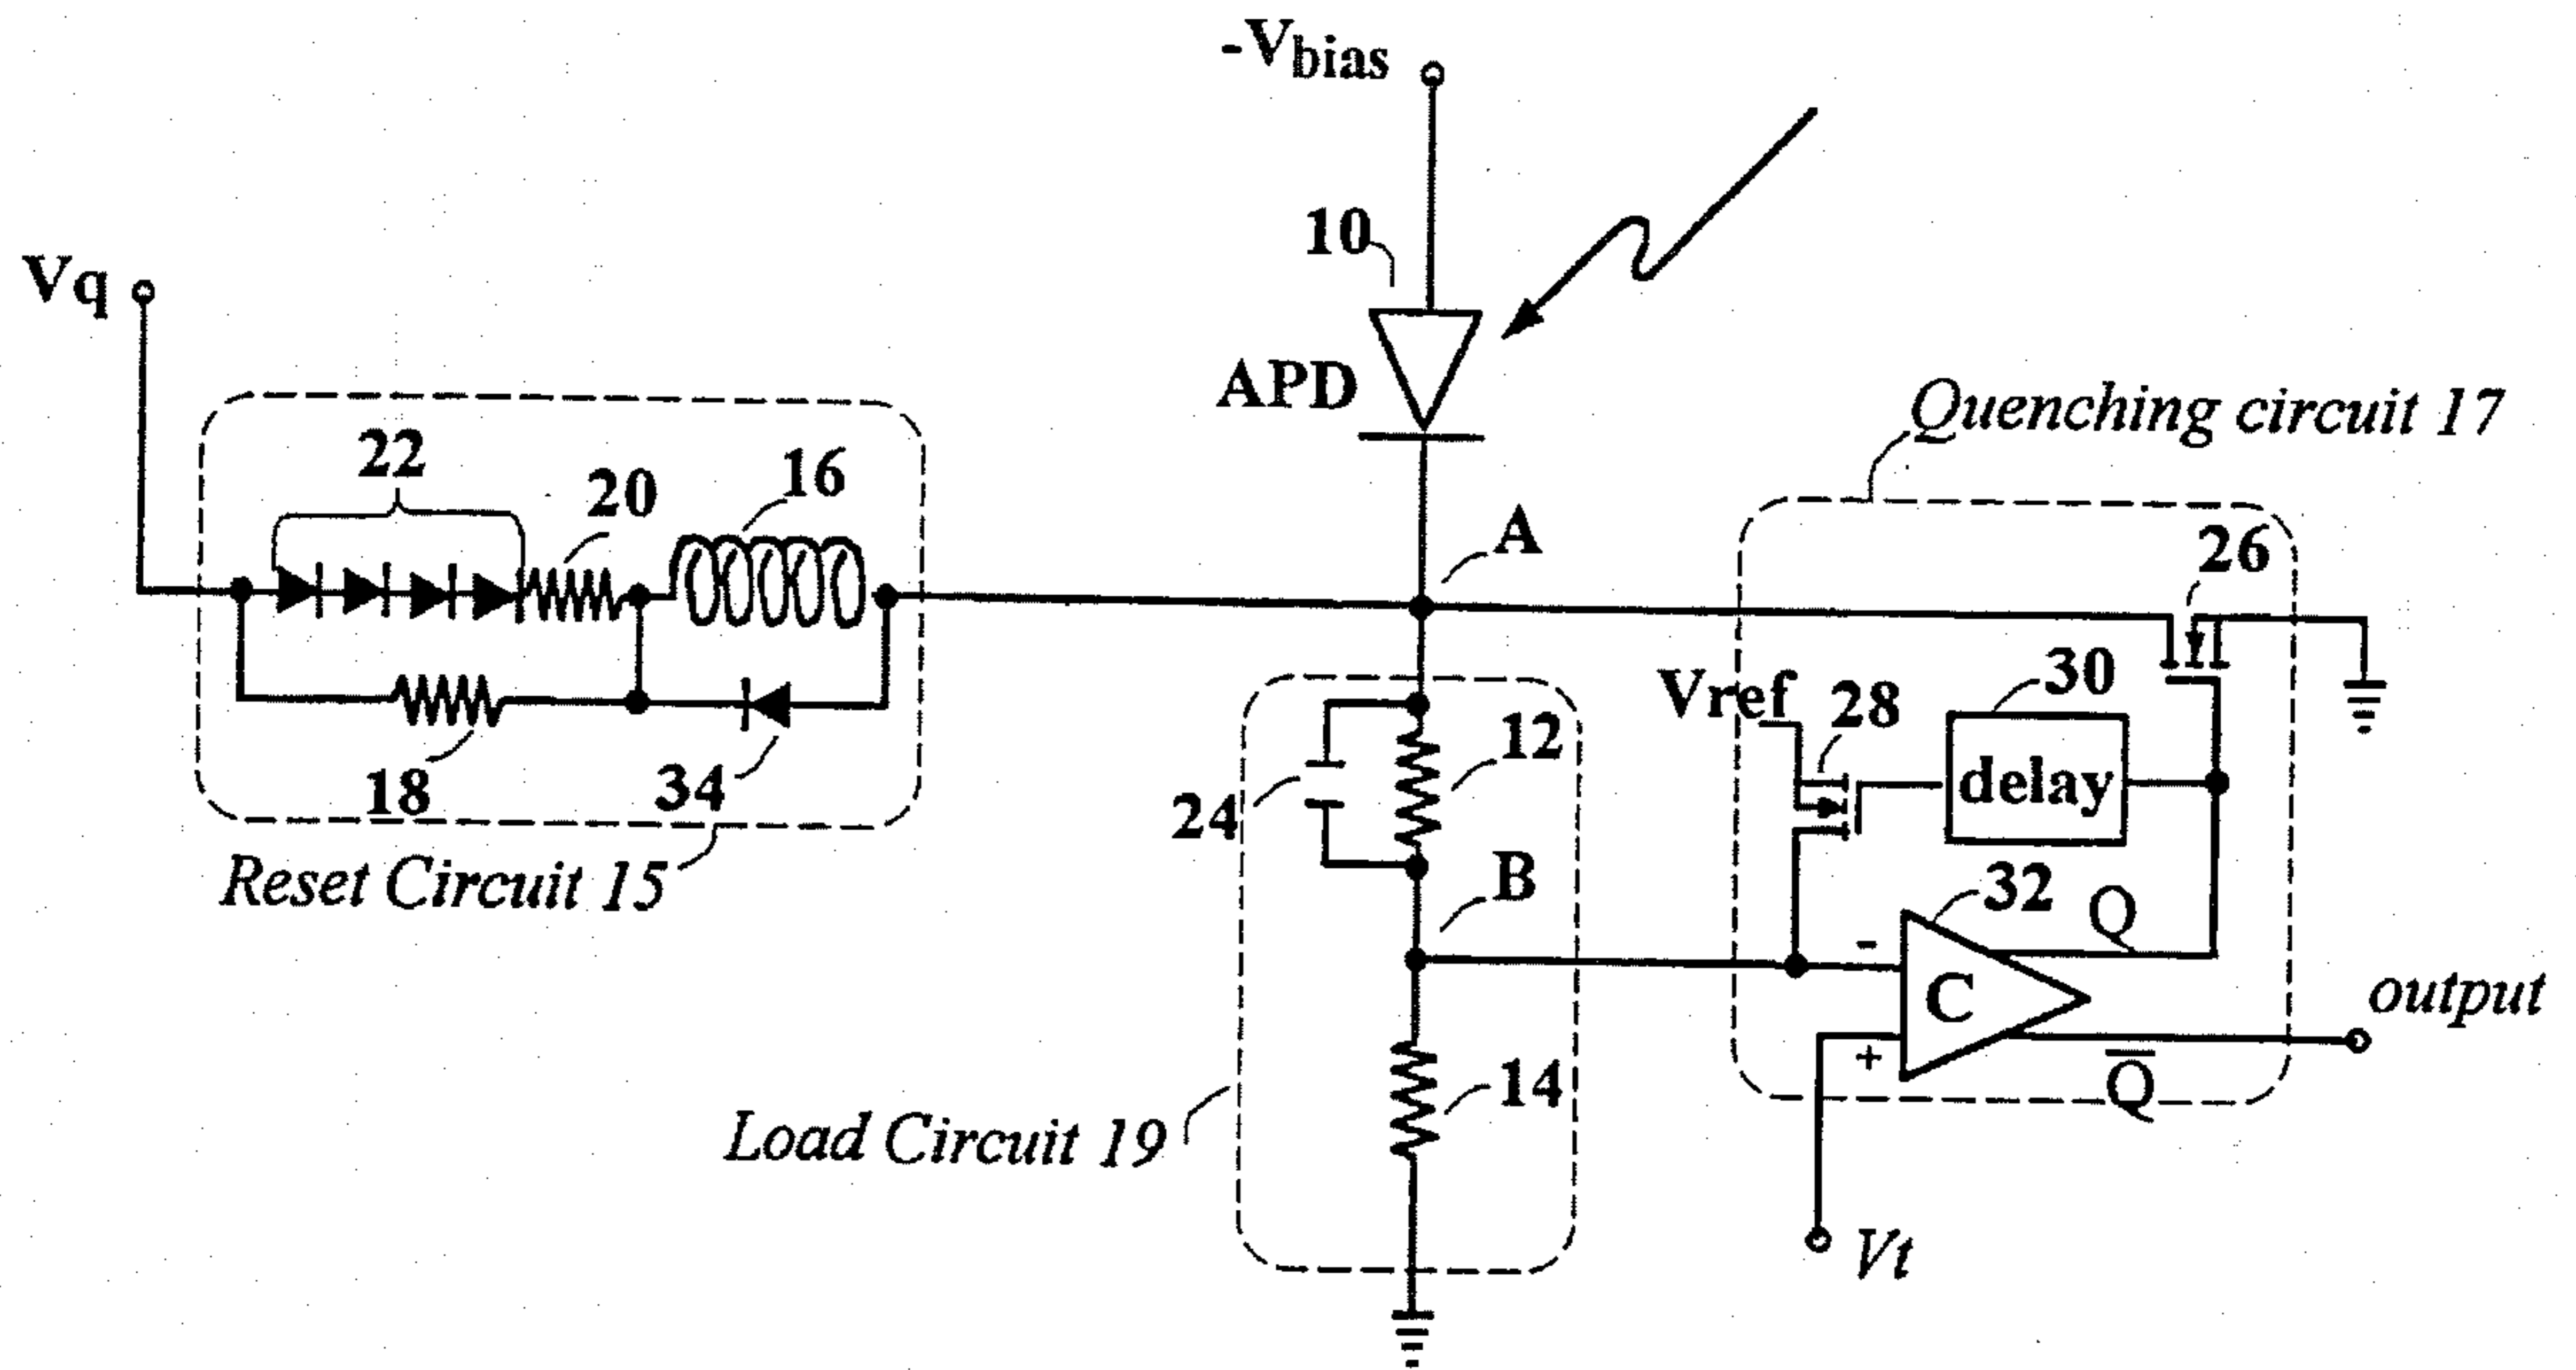 -Vbias
10
Vq
APD
Quenching circuit 17
22
20
16
A
26
Vref
28
30
12
delay
18
34
24
Reset Circuit 15
B
32
Q
-
C
output
+
Q̅
14
Load Circuit 19
Vt